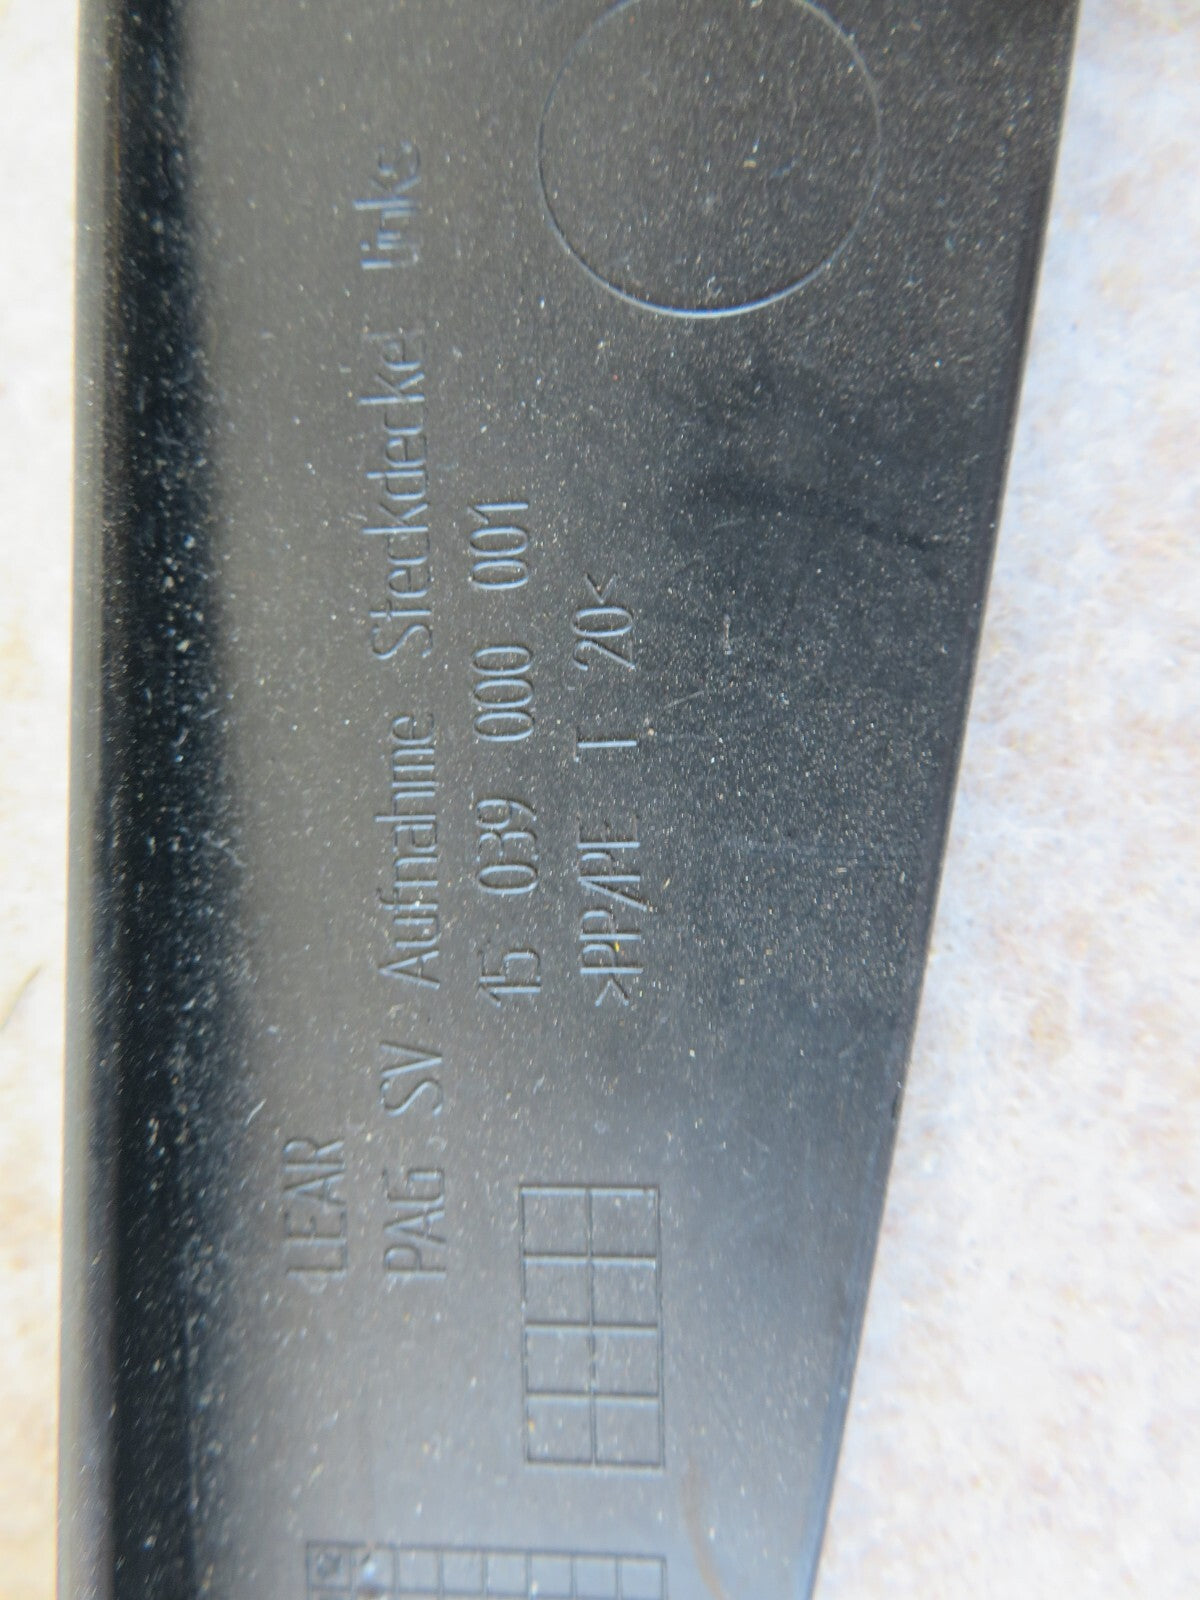 LEAR
PAG SV Aufnahme Steckdeckel links
15 039 000 001
>PP/PE T 20<